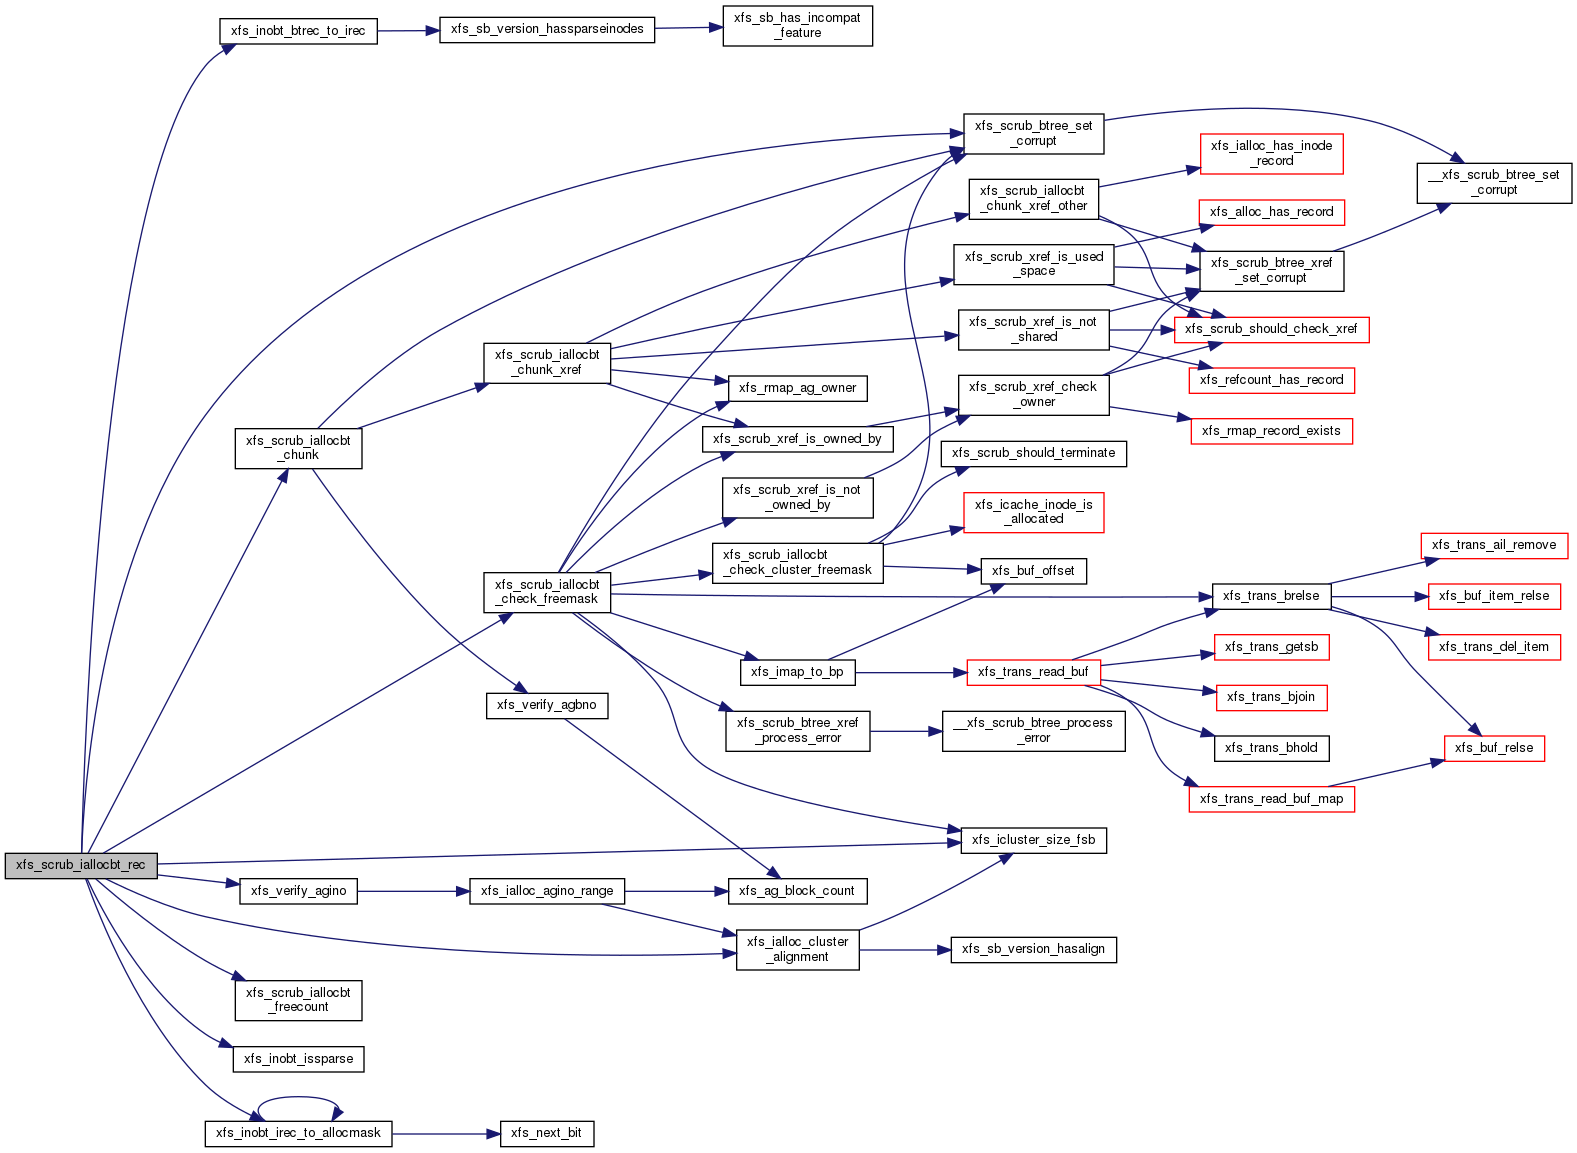 xfs_inobt_btrec_to_irec
xfs_sb_version_hassparseinodes
xfs_sb_has_incompat
_feature
xfs_scrub_btree_set
_corrupt
xfs_ialloc_has_inode
_record
__xfs_scrub_btree_set
_corrupt
xfs_scrub_iallocbt
_chunk_xref_other
xfs_alloc_has_record
xfs_scrub_xref_is_used
_space
xfs_scrub_btree_xref
_set_corrupt
xfs_scrub_xref_is_not
_shared
xfs_scrub_should_check_xref
xfs_scrub_iallocbt
_chunk_xref
xfs_rmap_ag_owner
xfs_scrub_xref_check
_owner
xfs_refcount_has_record
xfs_scrub_xref_is_owned_by
xfs_rmap_record_exists
xfs_scrub_iallocbt
_chunk
xfs_scrub_should_terminate
xfs_scrub_xref_is_not
_owned_by
xfs_icache_inode_is
_allocated
xfs_scrub_iallocbt
_check_cluster_freemask
xfs_buf_offset
xfs_trans_ail_remove
xfs_scrub_iallocbt
_check_freemask
xfs_trans_brelse
xfs_buf_item_relse
xfs_trans_getsb
xfs_trans_del_item
xfs_imap_to_bp
xfs_trans_read_buf
xfs_trans_bjoin
xfs_verify_agbno
xfs_scrub_btree_xref
_process_error
__xfs_scrub_btree_process
_error
xfs_trans_bhold
xfs_buf_relse
xfs_trans_read_buf_map
xfs_icluster_size_fsb
xfs_scrub_iallocbt_rec
xfs_verify_agino
xfs_ialloc_agino_range
xfs_ag_block_count
xfs_ialloc_cluster
_alignment
xfs_sb_version_hasalign
xfs_scrub_iallocbt
_freecount
xfs_inobt_issparse
xfs_inobt_irec_to_allocmask
xfs_next_bit